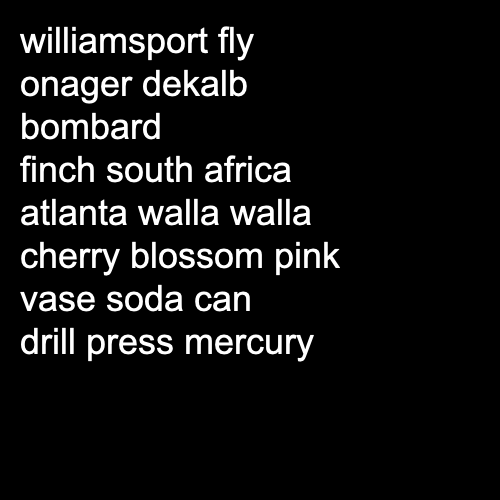 williamsport fly
onager dekalb
bombard
finch south africa
atlanta walla walla
cherry blossom pink
vase soda can
drill press mercury